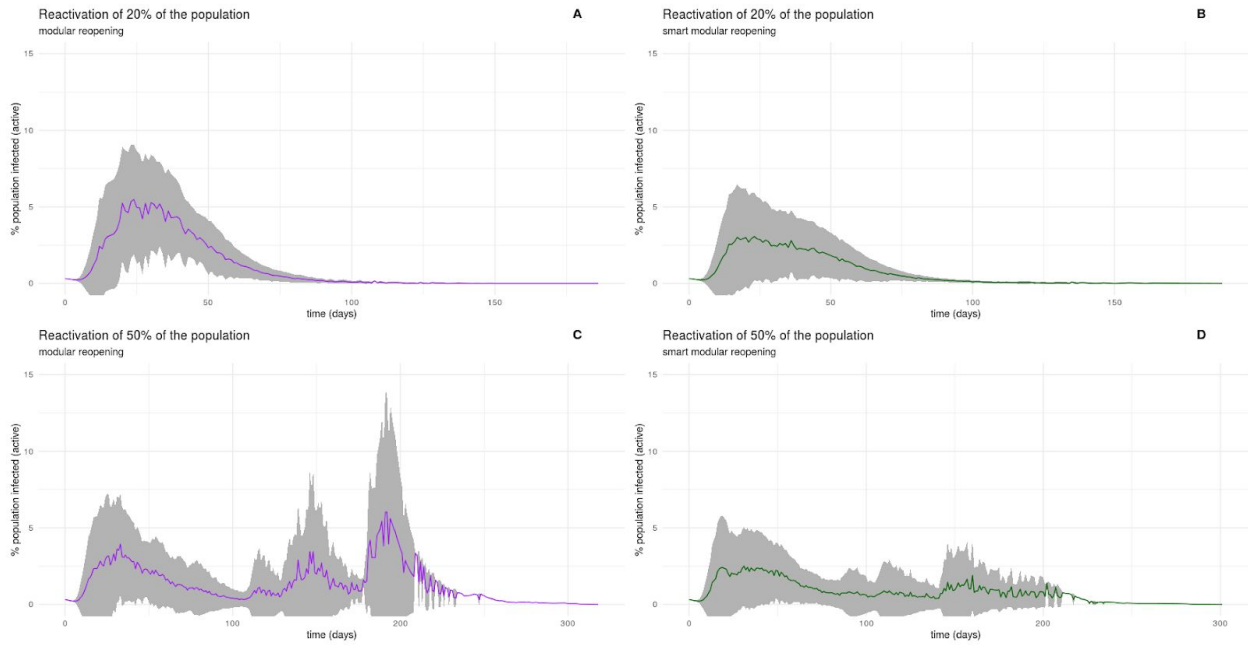 Reactivation of 20% of the population A
modular reopening
15
10
5
0
% population infected (active)
0 50 100 150
time (days)
Reactivation of 20% of the population B
smart modular reopening
15
10
5
0
% population infected (active)
0 50 100 150
time (days)
Reactivation of 50% of the population C
modular reopening
15
10
5
0
% population infected (active)
0 100 200 300
time (days)
Reactivation of 50% of the population D
smart modular reopening
15
10
5
0
% population infected (active)
0 100 200 300
time (days)